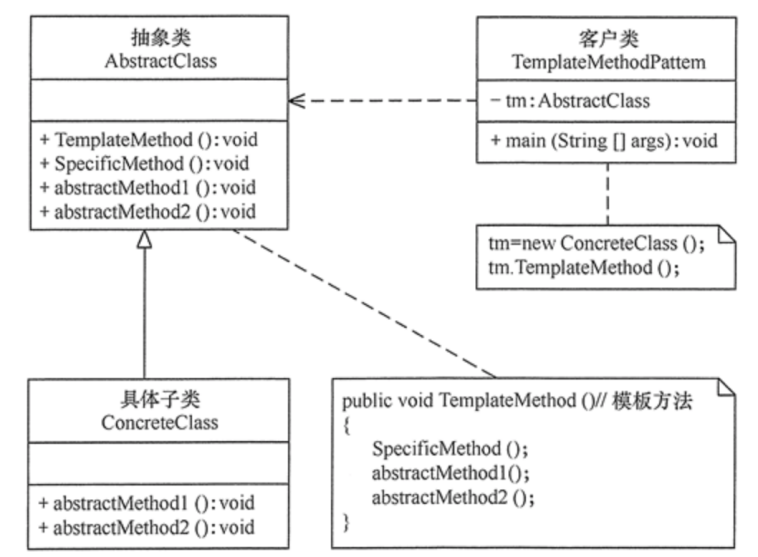 抽象类
AbstractClass
+ TemplateMethod ():void
+ SpecificMethod ():void
+ abstractMethod1 ():void
+ abstractMethod2 ():void
客户类
TemplateMethodPattem
− tm:AbstractClass
+ main (String [] args):void
tm=new ConcreteClass ();
tm.TemplateMethod ();
具体子类
ConcreteClass
+ abstractMethod1 ():void
+ abstractMethod2 ():void
public void TemplateMethod ()// 模板方法
{
SpecificMethod ();
abstractMethod1();
abstractMethod2 ();
}